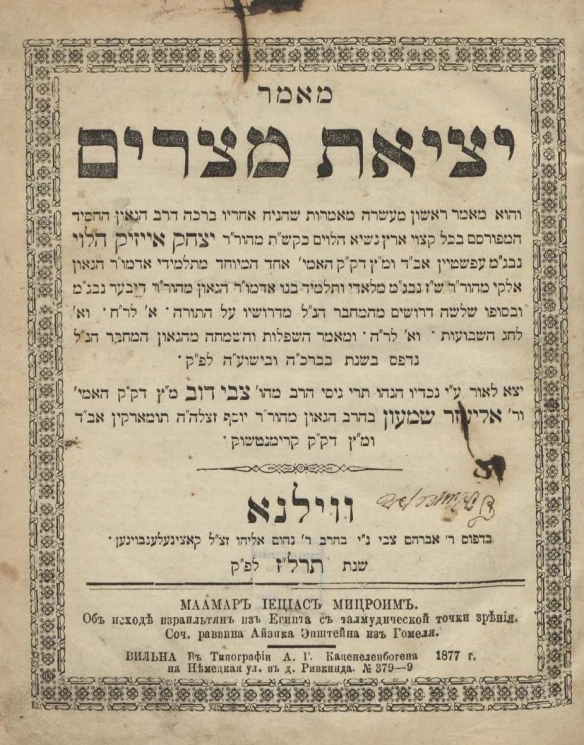 מאמר
יציאת מצרים
והוא מאמר ראשון מעשרה מאמרות שהניח אחריו ברכה הרב הגאון החסיד
המפורסם בכל קצוי ארץ נשיא הלוים כקש"ת מהור"ר יצחק אייזיק הלוי
נבג"מ עפשטיין אב"ד ומ"ץ דק"ק האמי' אחד המיוחד מתלמידי אדמו"ר הגאון
אלקי מהור"ר ש"ז נבג"מ מלאדי ותלמיד בנו אדמו"ר הגאון מהור"ר דובער נבג"מ
ובסופו שלשה דרושים מהמחבר הנ"ל מדרושיו על התורה · א' לר"ח · וא'
לחג השבועות · וא' לר"ה · ומאמר השפלות והשמחה מהגאון המחבר הנ"ל
נדפס בשנת בברכ"ה ובישוע"ה לפ"ק ·
יצא לאור ע"י נכדיו הנהו תרי גיסי הרב מהו' צבי דוב מ"ץ דק"ק האמי'
ור' אליעזר שמעון בהרב הגאון מהור"ר יוסף זצלה"ה תומארקין אב"ד
ומ"ץ דק"ק קרימנטשוק ·
ווילנא
בדפוס ר' אברהם צבי נ"י בהרב ר' נחום אליהו זצ"ל קאצינעלענבויגען ·
שנת תרל"ז לפ"ק
МААМАРЪ ІЕЦІАСЪ МИЦРОИМЪ.
Объ исходѣ израильтянъ изъ Египта съ талмудической точки зрѣнія.
Соч. раввина Айзика Эпштейна изъ Гомеля.
ВИЛЬНА Въ Типографіи А. Г. Каценеленбогена 1877 г.
на Нѣмецкая ул. въ д. Ривкинда. № 379—9